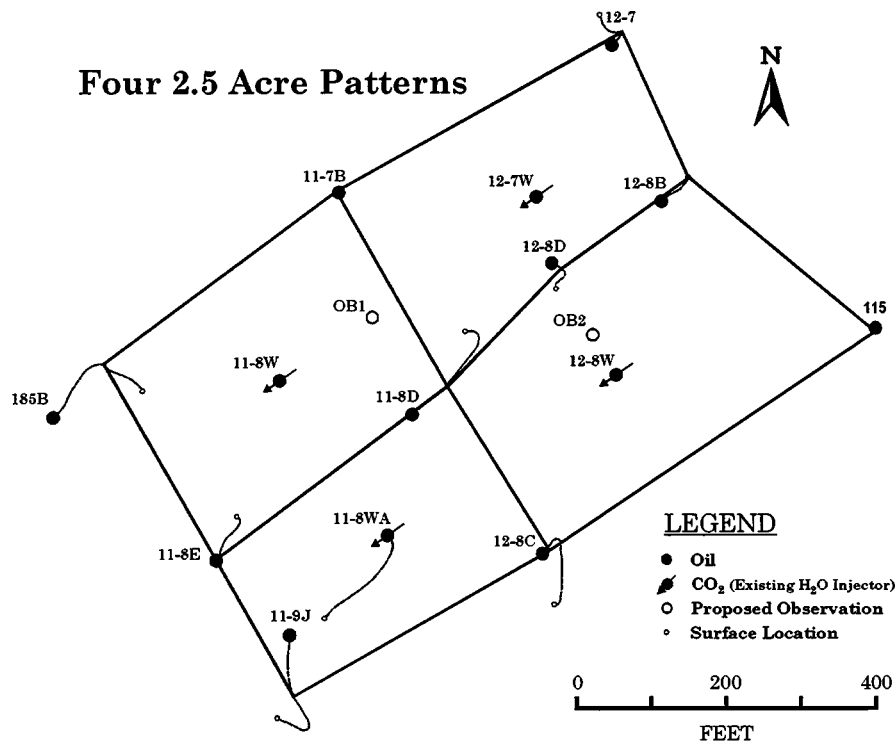 12-7
N
Four 2.5 Acre Patterns
11-7B
12-7W
12-8B
12-8D
OB1
OB2
115
11-8W
12-8W
185B
11-8D
11-8WA
12-8C
11-8E
11-9J
LEGEND
Oil
CO₂ (Existing H₂O Injector)
Proposed Observation
Surface Location
0 200 400
FEET